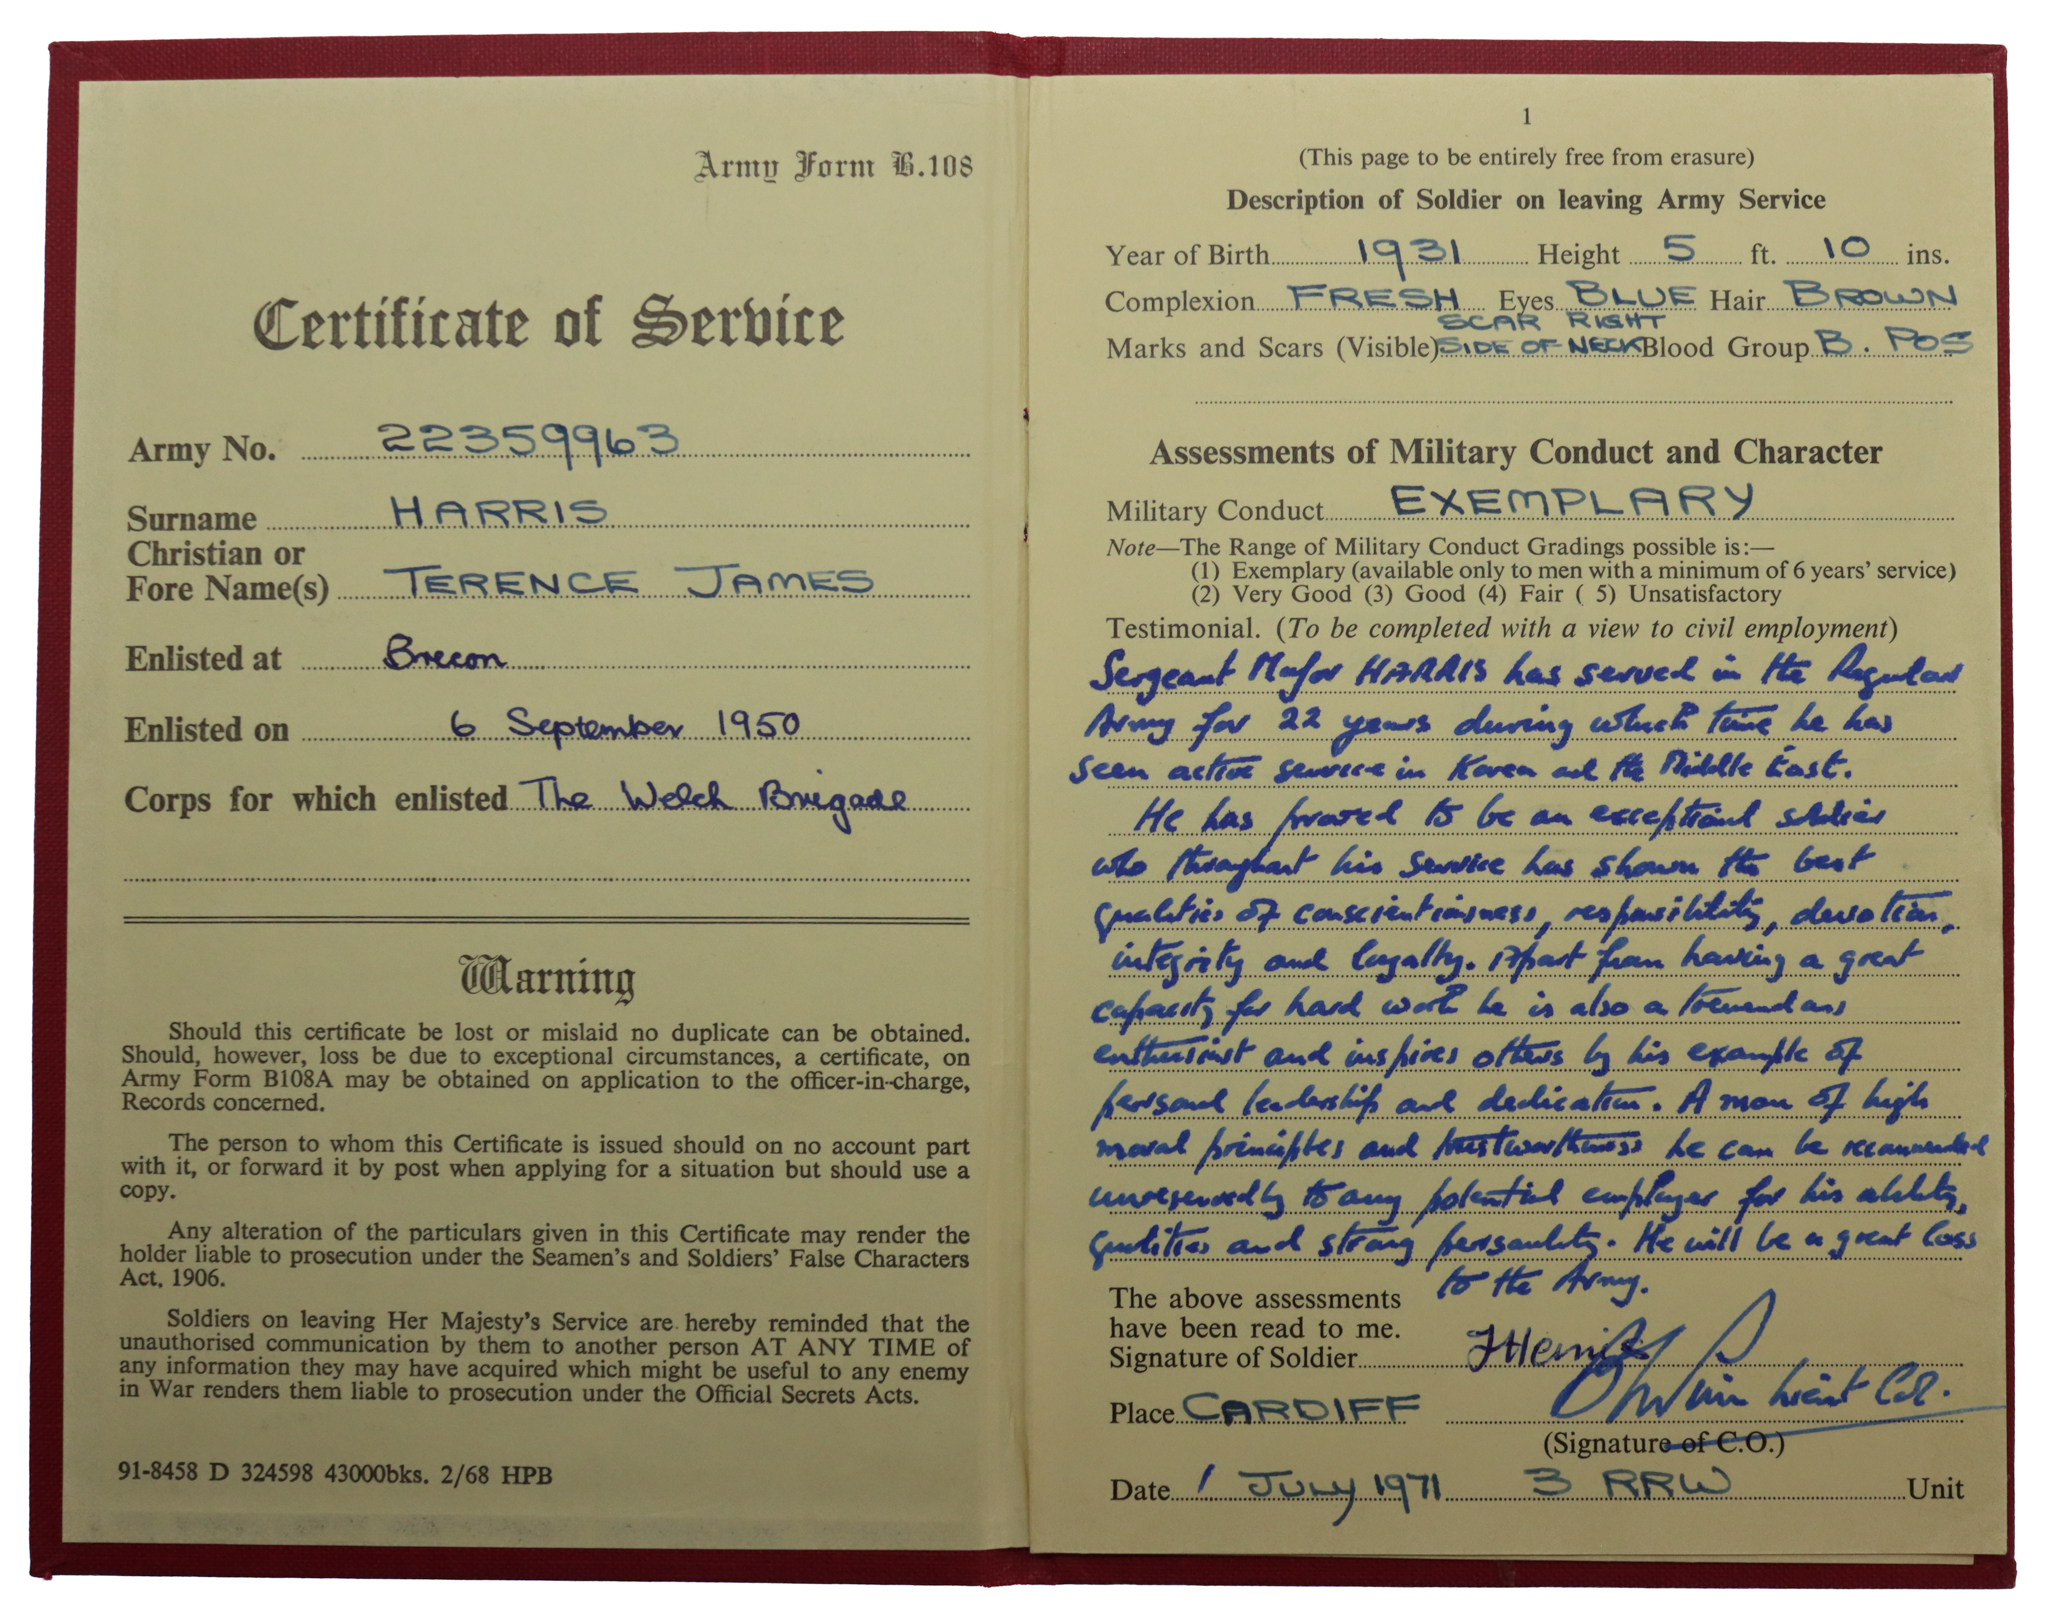 Army Form B.108
Certificate of Service
Army No. 22359963
Surname HARRIS
Christian or
Fore Name(s) TERENCE JAMES
Enlisted at Brecon
Enlisted on 6 September 1950
Corps for which enlisted The Welch Brigade
Warning
Should this certificate be lost or mislaid no duplicate can be obtained.
Should, however, loss be due to exceptional circumstances, a certificate, on
Army Form B108A may be obtained on application to the officer-in-charge,
Records concerned.
The person to whom this Certificate is issued should on no account part
with it, or forward it by post when applying for a situation but should use a
copy.
Any alteration of the particulars given in this Certificate may render the
holder liable to prosecution under the Seamen's and Soldiers' False Characters
Act, 1906.
Soldiers on leaving Her Majesty's Service are hereby reminded that the
unauthorised communication by them to another person AT ANY TIME of
any information they may have acquired which might be useful to any enemy
in War renders them liable to prosecution under the Official Secrets Acts.
91-8458 D 324598 43000bks. 2/68 HPB
1
(This page to be entirely free from erasure)
Description of Soldier on leaving Army Service
Year of Birth 1931 Height 5 ft. 10 ins.
Complexion FRESH Eyes BLUE Hair BROWN
SCAR RIGHT
Marks and Scars (Visible) SIDE OF NECK Blood Group B. POS
Assessments of Military Conduct and Character
Military Conduct EXEMPLARY
Note—The Range of Military Conduct Gradings possible is:—
(1) Exemplary (available only to men with a minimum of 6 years' service)
(2) Very Good (3) Good (4) Fair ( 5) Unsatisfactory
Testimonial. (To be completed with a view to civil employment)
Sergeant Major HARRIS has served in the Regular
Army for 22 years during which time he has
seen active service in Korea and the Middle East.
He has proved to be an exceptional soldier
who throughout his service has shown the best
qualities of conscientiousness, responsibility, devotion,
integrity and loyalty. Apart from having a great
capacity for hard work he is also a tremendous
enthusiast and inspires others by his example of
personal leadership and dedication. A man of high
moral principles and trustworthiness he can be recommended
unreservedly to any potential employer for his ability,
qualities and strong personality. He will be a great loss
to the Army.
The above assessments
have been read to me.
Signature of Soldier
Place CARDIFF Lieut Col.
(Signature of C.O.)
Date 1 JULY 1971 3 RRW Unit